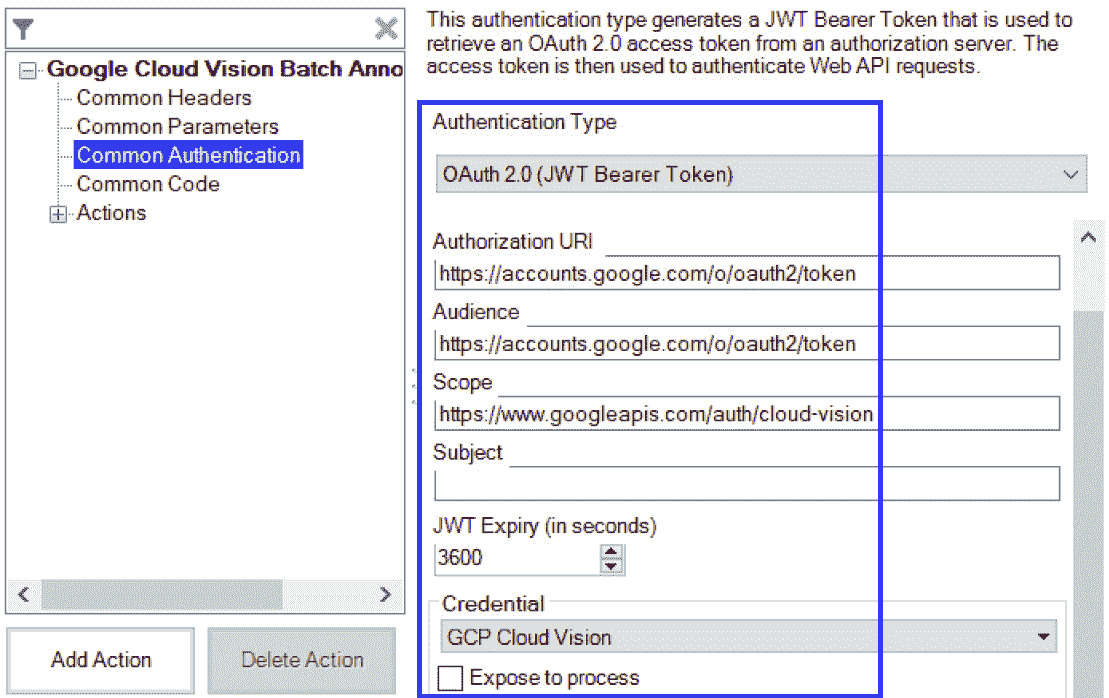 Google Cloud Vision Batch Anno
Common Headers
Common Parameters
Common Authentication
Common Code
Actions
Add Action
Delete Action
This authentication type generates a JWT Bearer Token that is used to
retrieve an OAuth 2.0 access token from an authorization server. The
access token is then used to authenticate Web API requests.
Authentication Type
OAuth 2.0 (JWT Bearer Token)
Authorization URI
https://accounts.google.com/o/oauth2/token
Audience
https://accounts.google.com/o/oauth2/token
Scope
https://www.googleapis.com/auth/cloud-vision
Subject
JWT Expiry (in seconds)
3600
Credential
GCP Cloud Vision
Expose to process